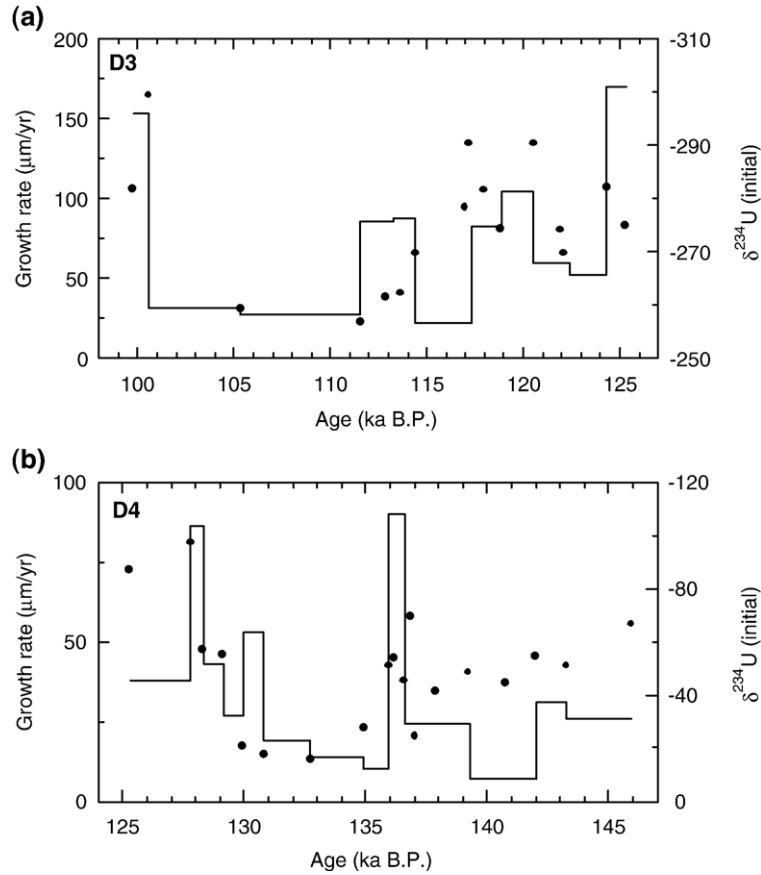 (a)
D3
200
150
100
50
0
Growth rate (μm/yr)
-310
-290
-270
-250
δ²³⁴U (initial)
100 105 110 115 120 125
Age (ka B.P.)
(b)
D4
100
50
0
Growth rate (μm/yr)
-120
-80
-40
0
δ²³⁴U (initial)
125 130 135 140 145
Age (ka B.P.)